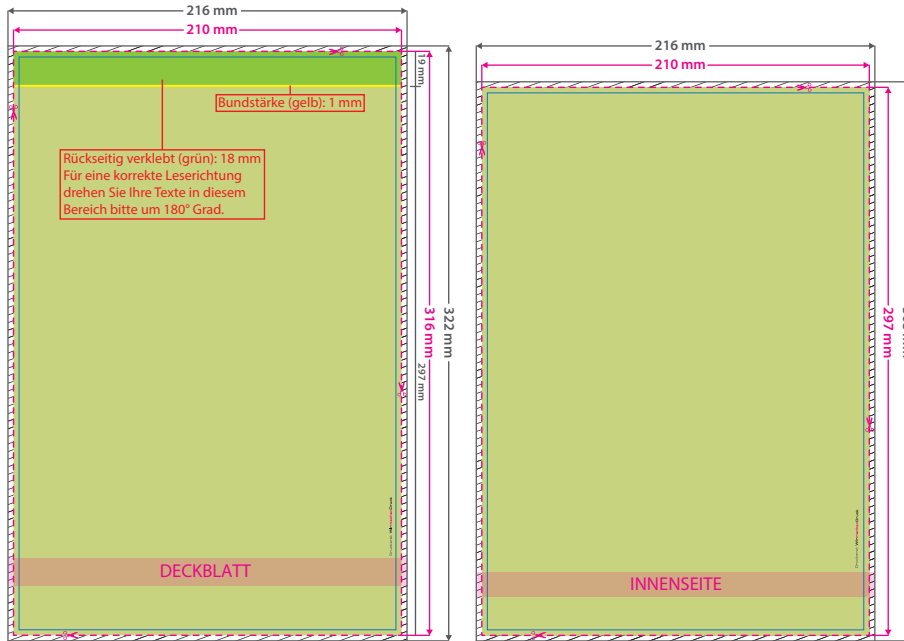 216 mm
210 mm
19 mm
Bundstärke (gelb): 1 mm
Rückseitig verklebt (grün): 18 mm
Für eine korrekte Leserichtung
drehen Sie Ihre Texte in diesem
Bereich bitte um 180° Grad.
316 mm
322 mm
297 mm
DECKBLATT
216 mm
210 mm
297 mm
INNENSEITE